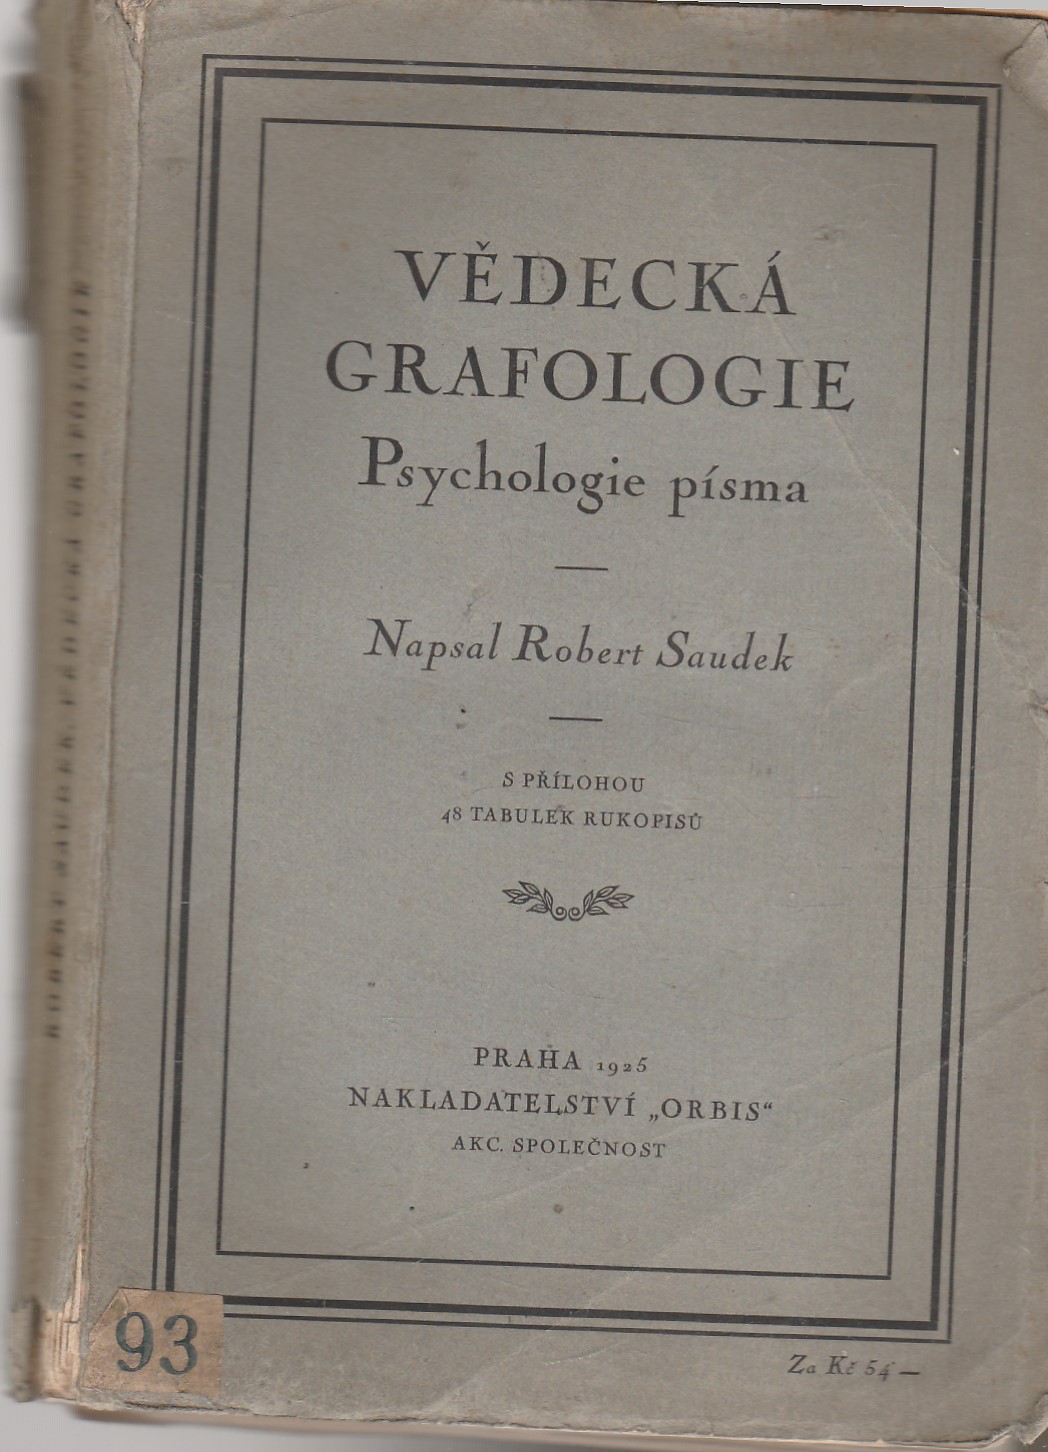 VĚDECKÁ
GRAFOLOGIE
Psychologie písma
Napsal Robert Saudek
S PŘÍLOHOU
48 TABULEK RUKOPISŮ
PRAHA 1925
NAKLADATELSTVÍ „ORBIS“
AKC. SPOLEČNOST
93
Za Kč 54 —
ROBERT SAUDEK, VĚDECKÁ GRAFOLOGIE